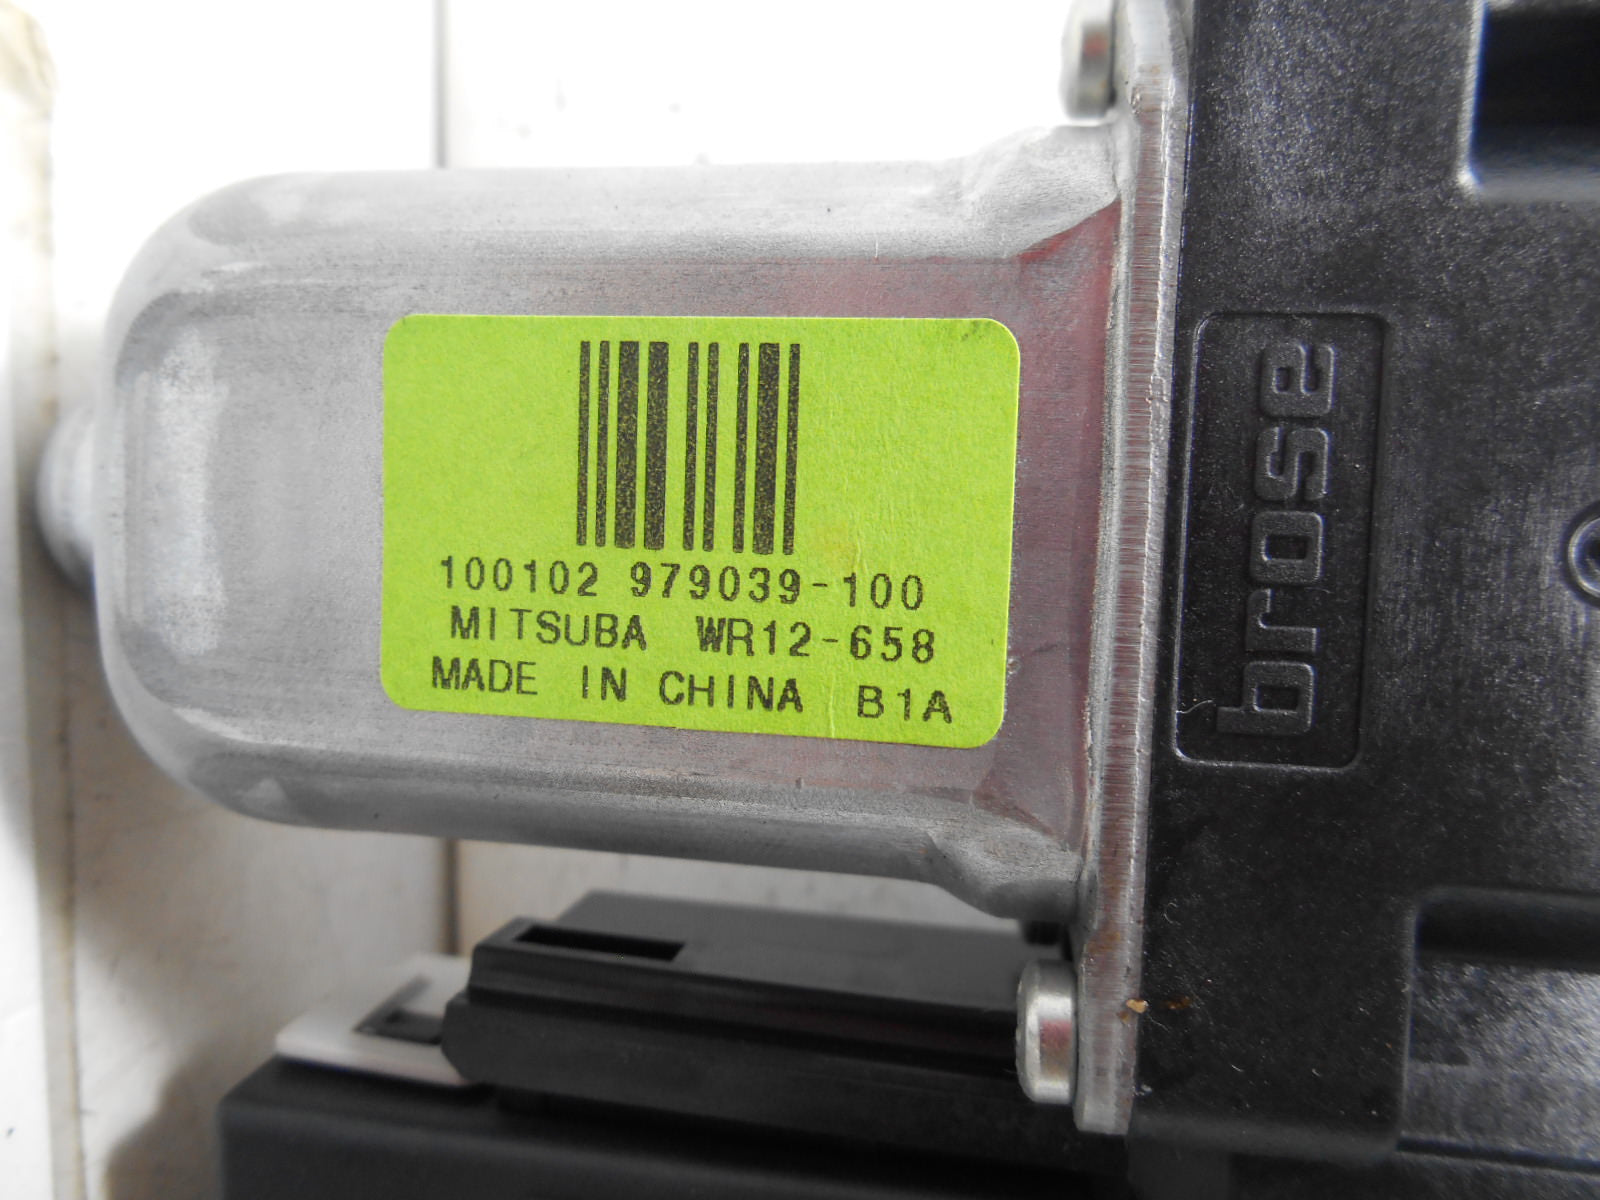 100102 979039-100
MITSUBA WR12-658
MADE IN CHINA B1A
brose